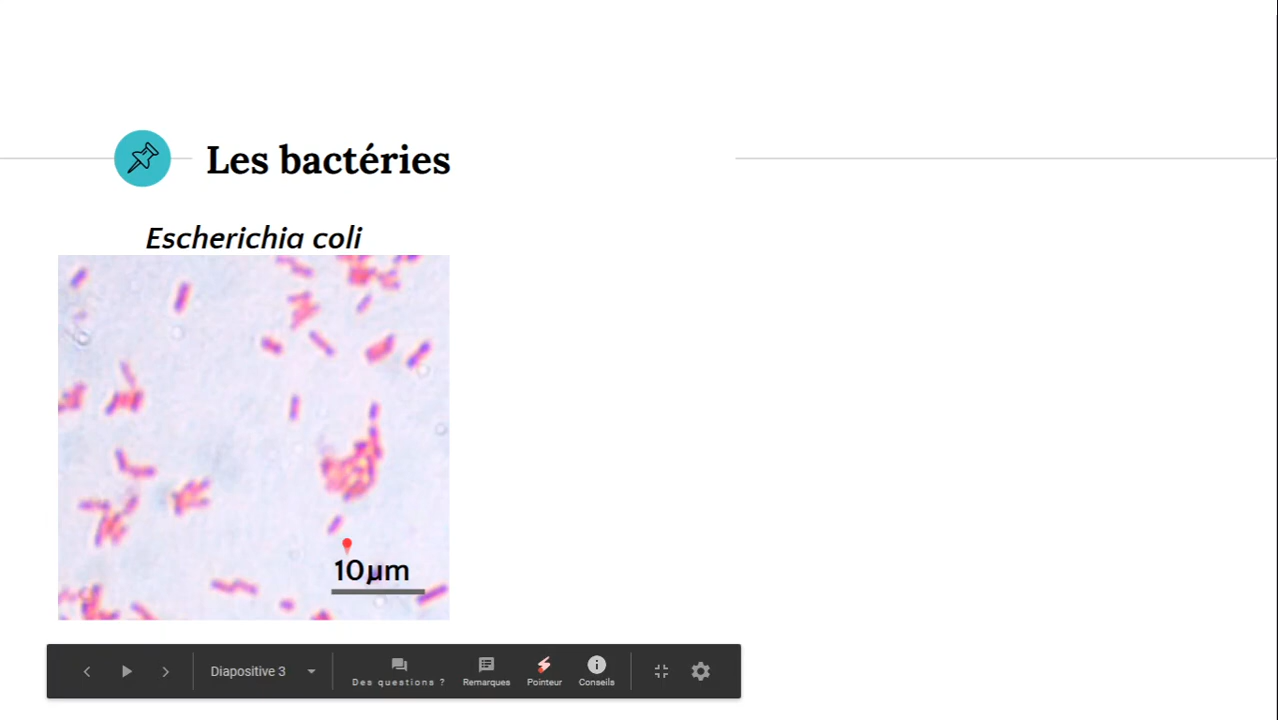 Les bactéries
Escherichia coli
10µm
Diapositive 3
Des questions ?
Remarques
Pointeur
Conseils